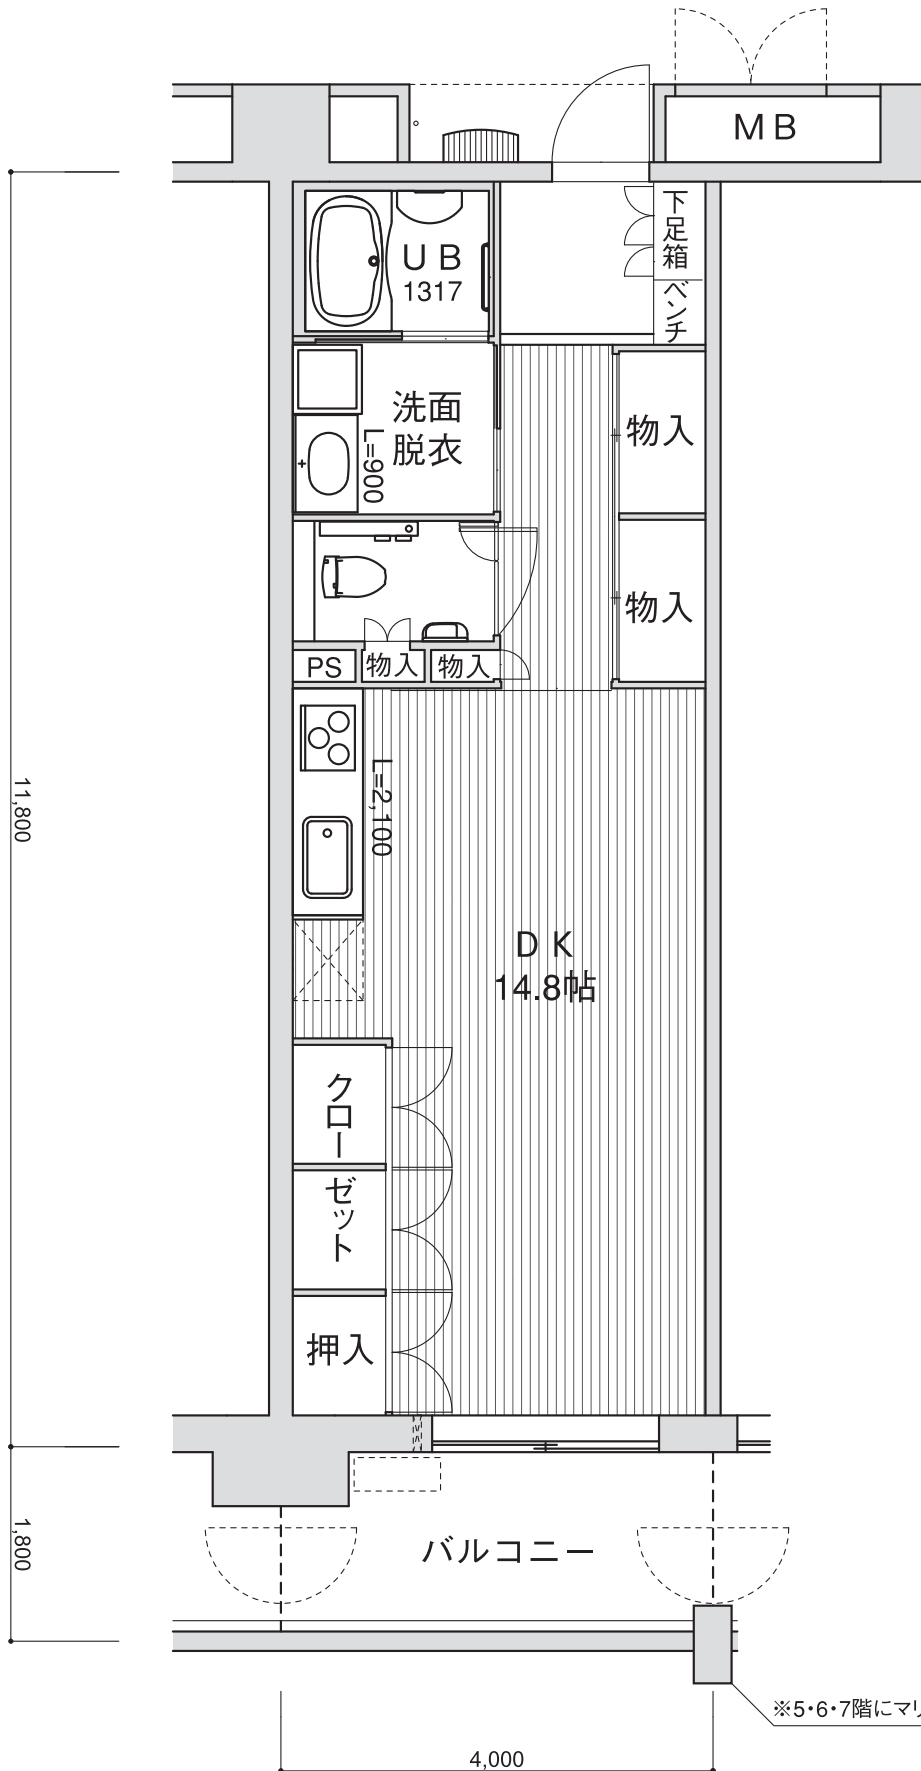 MB
下足箱
ベンチ
UB
1317
洗面
脱衣
L=900
物入
物入
PS
物入
物入
L=2,100
DK
14.8帖
クローゼット
押入
バルコニー
11,800
1,800
4,000
※5・6・7階にマリ